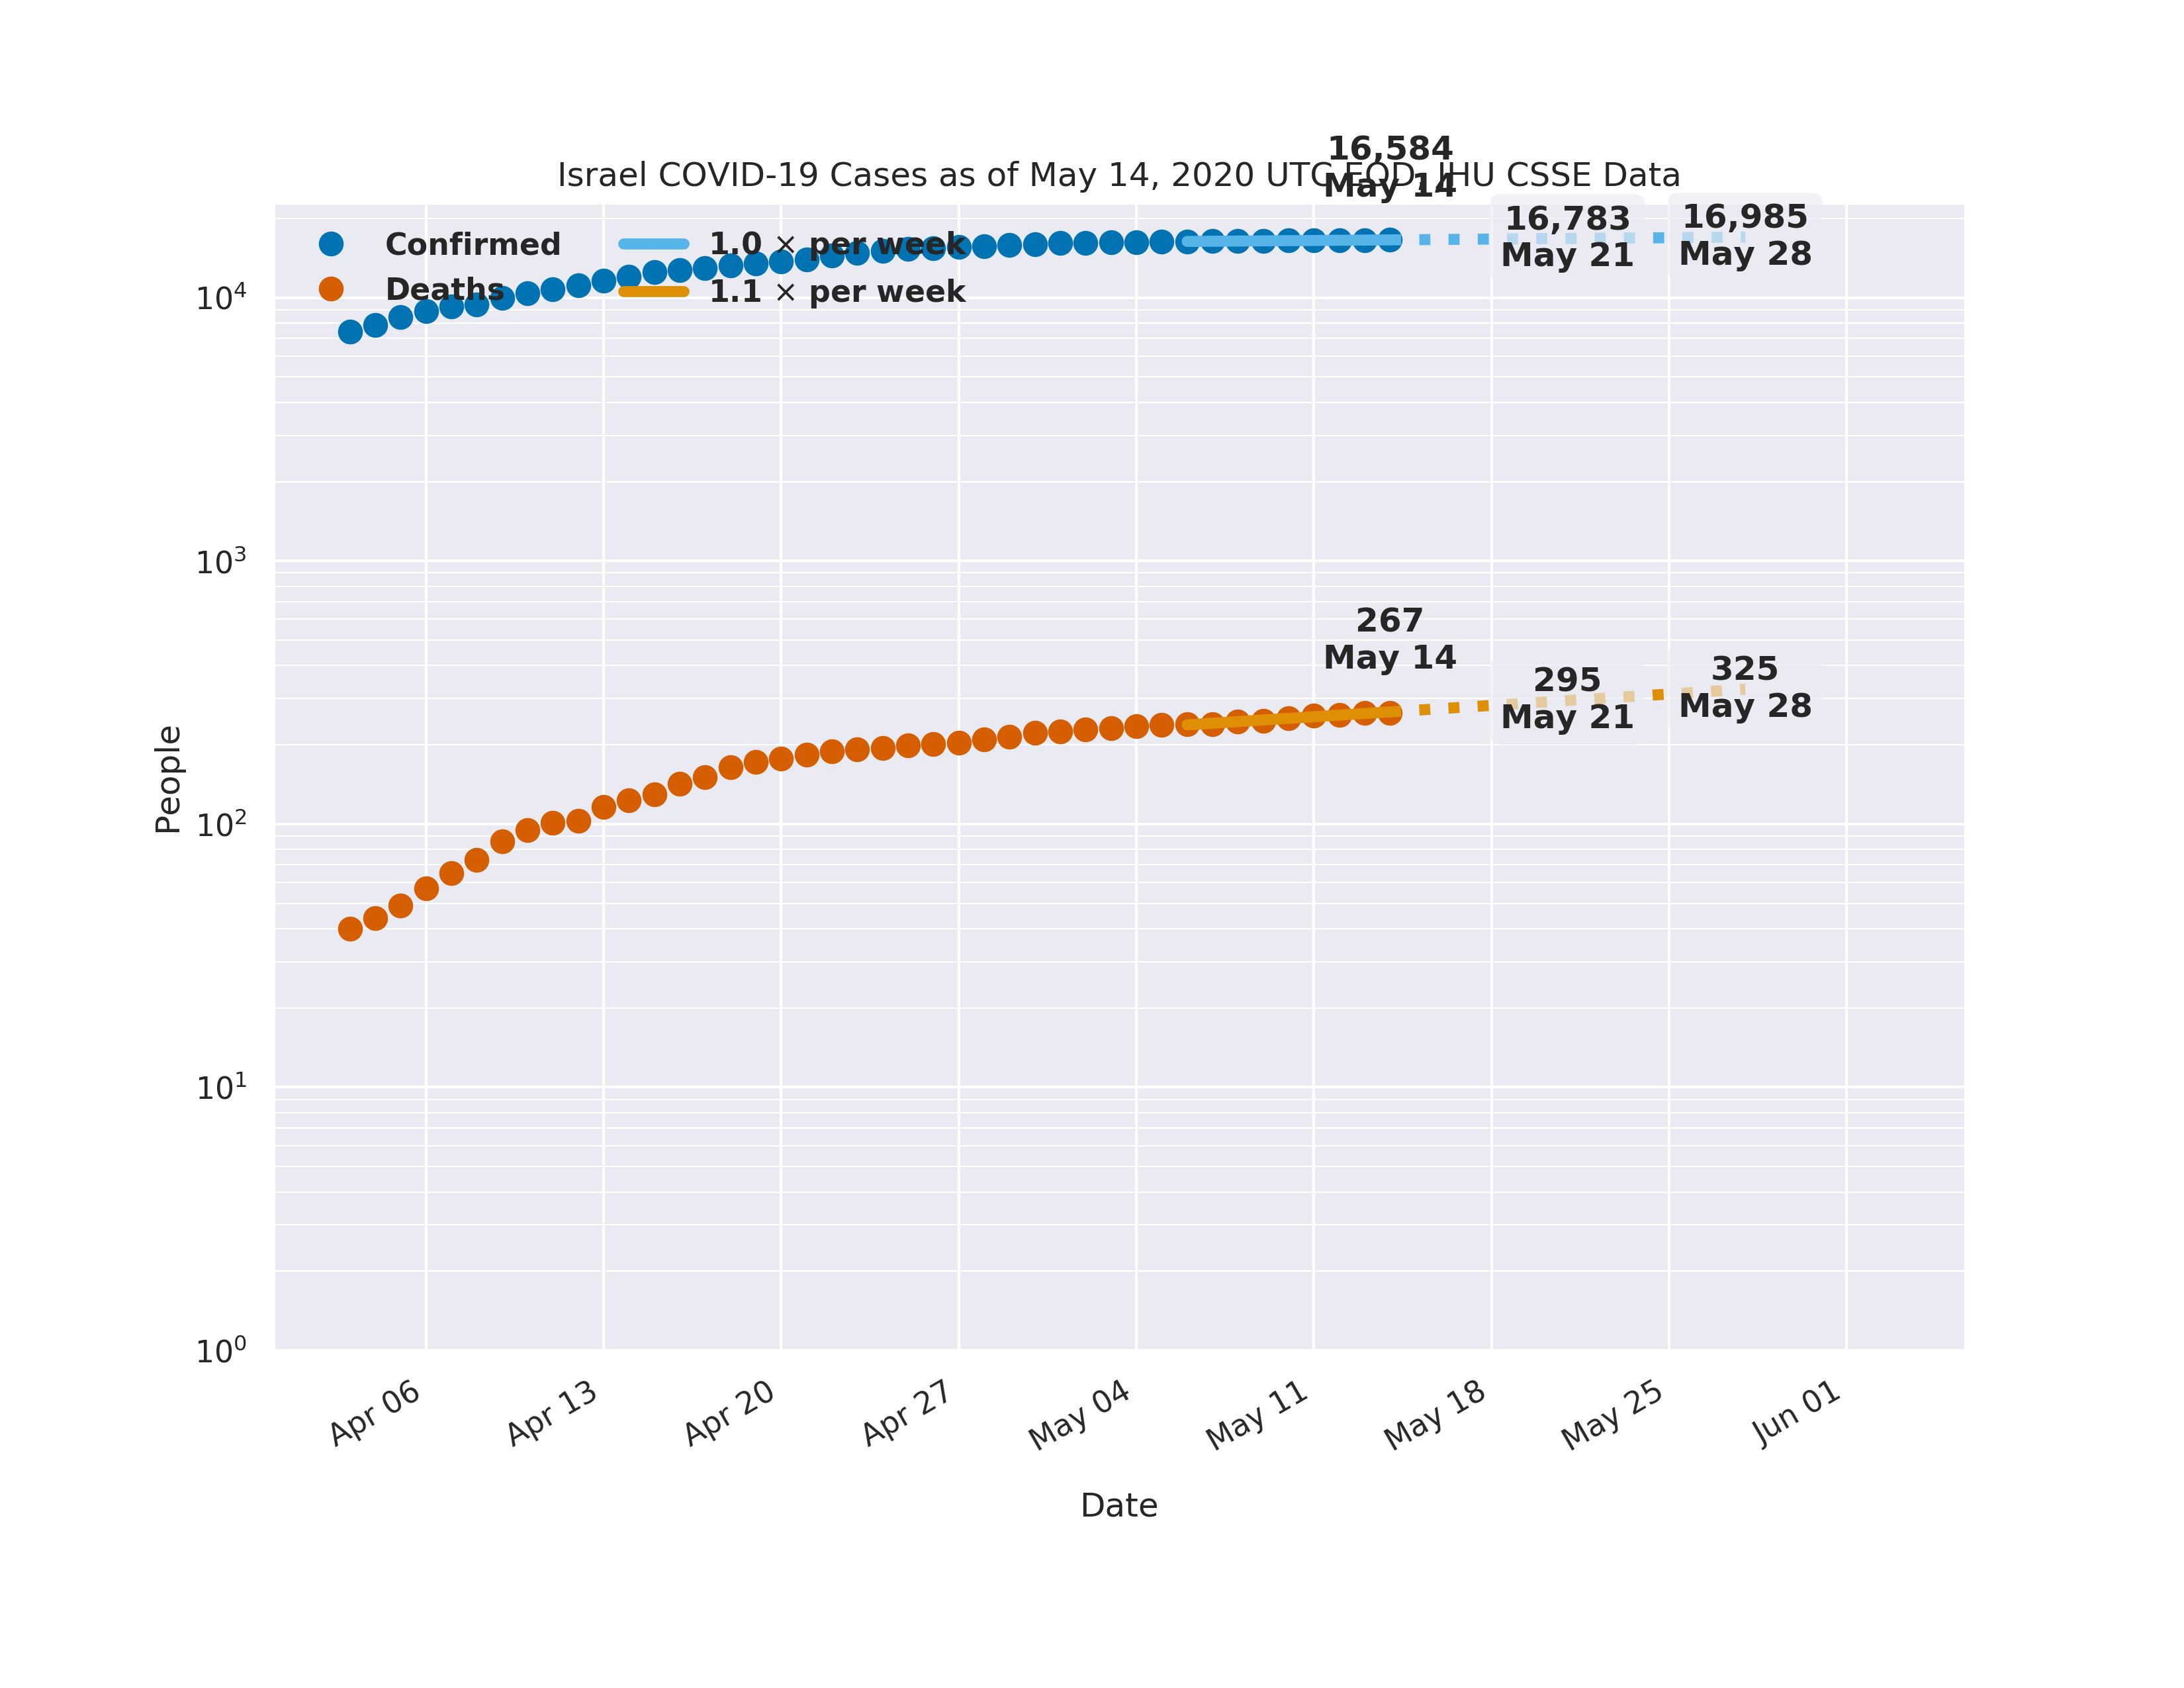 16,584
May 14
Israel COVID-19 Cases as of May 14, 2020 UTC EOD, JHU CSSE Data
16,783
May 21
16,985
May 28
Confirmed
Deaths
1.0 × per week
1.1 × per week
267
May 14
295
May 21
325
May 28
10⁴
10³
10²
10¹
10⁰
People
Apr 06
Apr 13
Apr 20
Apr 27
May 04
May 11
May 18
May 25
Jun 01
Date